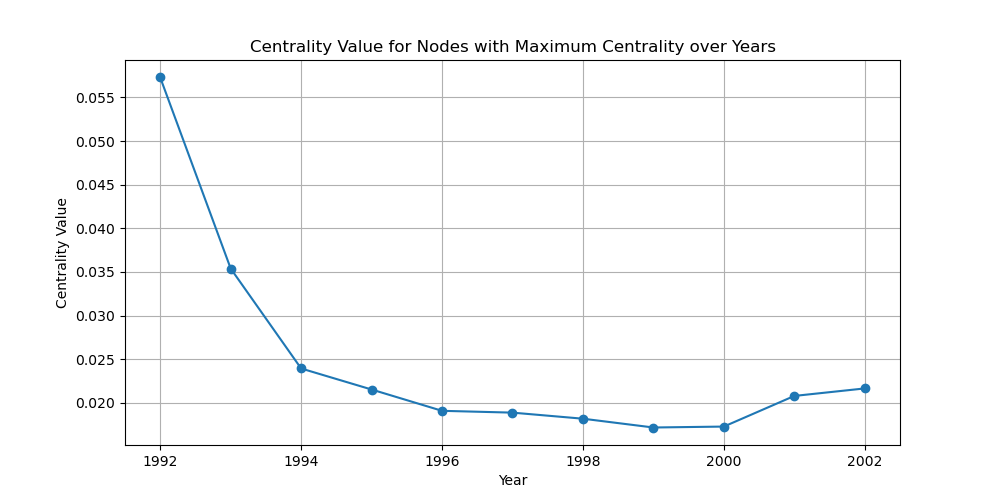 Centrality Value for Nodes with Maximum Centrality over Years
Centrality Value
0.055
0.050
0.045
0.040
0.035
0.030
0.025
0.020
1992 1994 1996 1998 2000 2002
Year